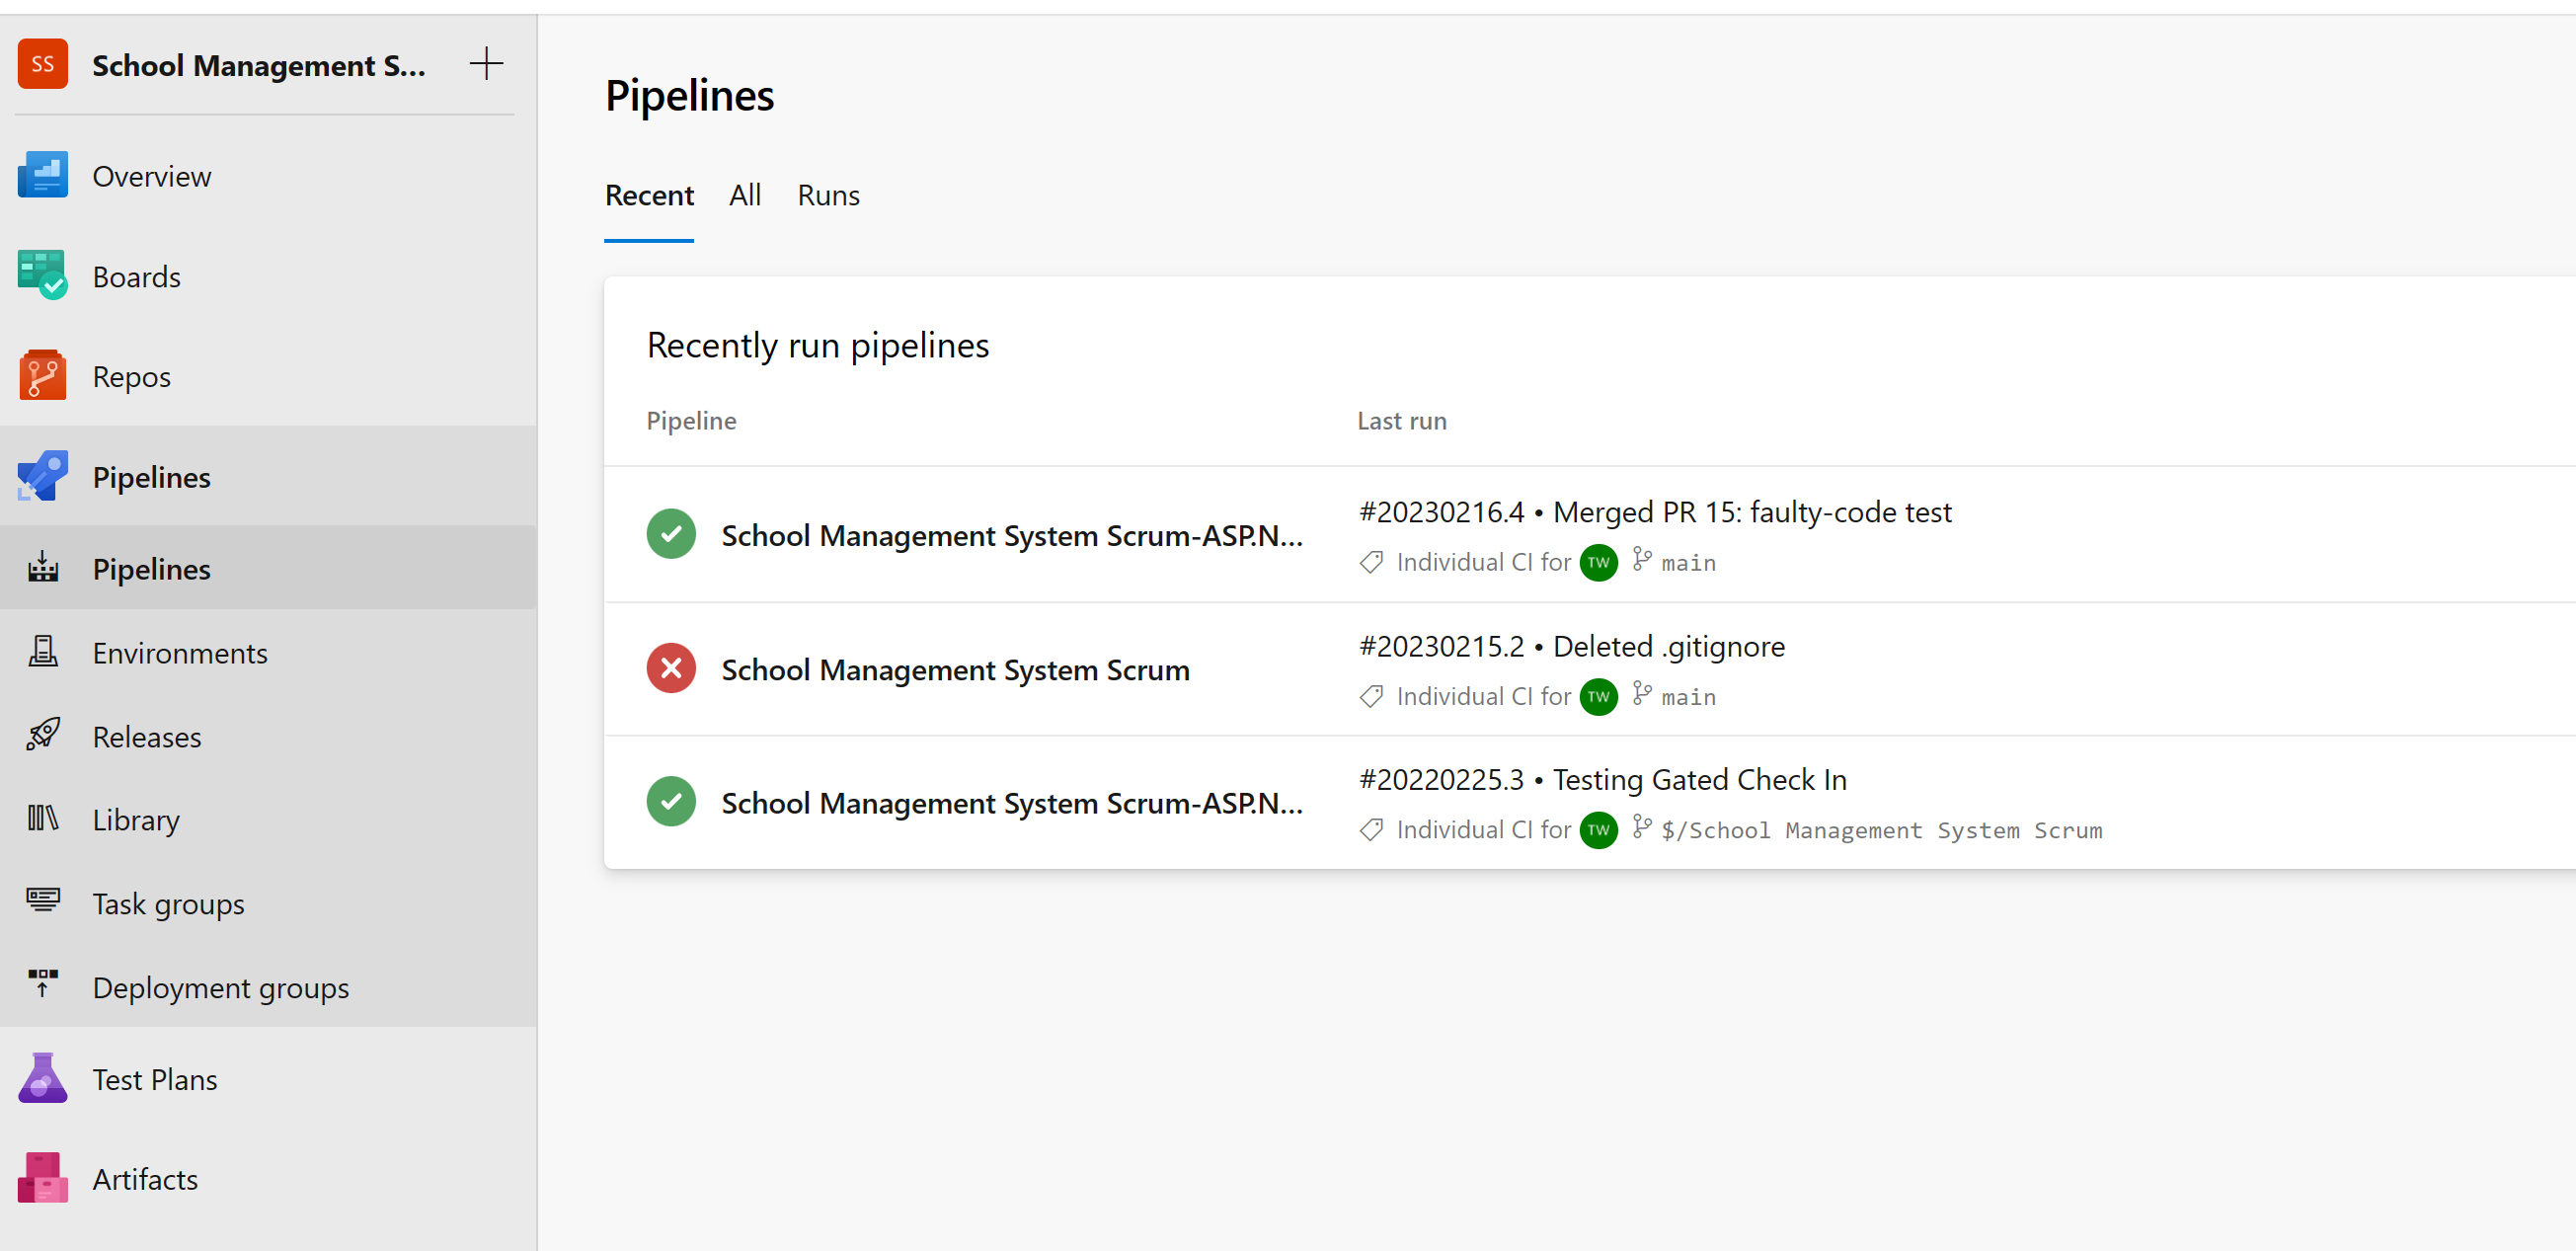 SS School Management S...
Overview
Boards
Repos
Pipelines
Pipelines
Environments
Releases
Library
Task groups
Deployment groups
Test Plans
Artifacts
Pipelines
Recent All Runs
Recently run pipelines
Pipeline Last run
School Management System Scrum-ASP.N... #20230216.4 • Merged PR 15: faulty-code test
Individual CI for TW main
School Management System Scrum #20230215.2 • Deleted .gitignore
Individual CI for TW main
School Management System Scrum-ASP.N... #20220225.3 • Testing Gated Check In
Individual CI for TW $/School Management System Scrum